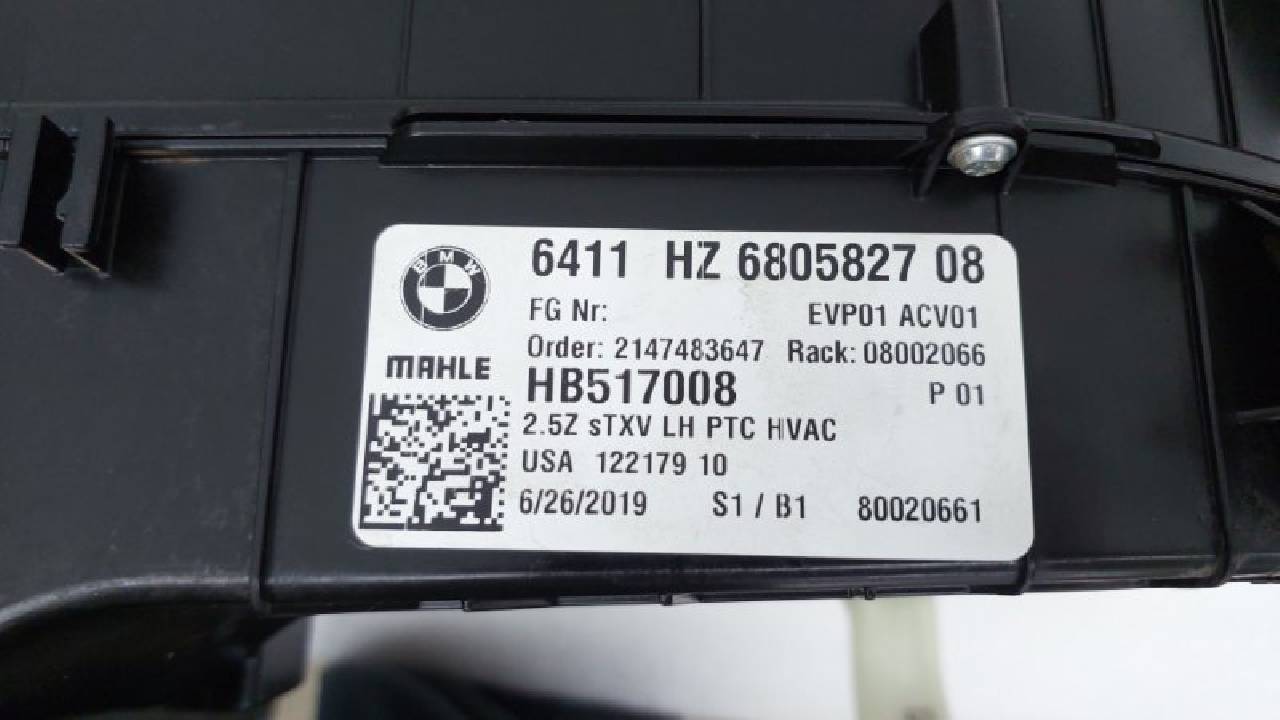 BMW
6411 HZ 6805827 08
FG Nr: EVP01 ACV01
Order: 2147483647 Rack: 08002066
MAHLE
HB517008 P 01
2.5Z sTXV LH PTC HVAC
USA 122179 10
6/26/2019 S1 / B1 80020661